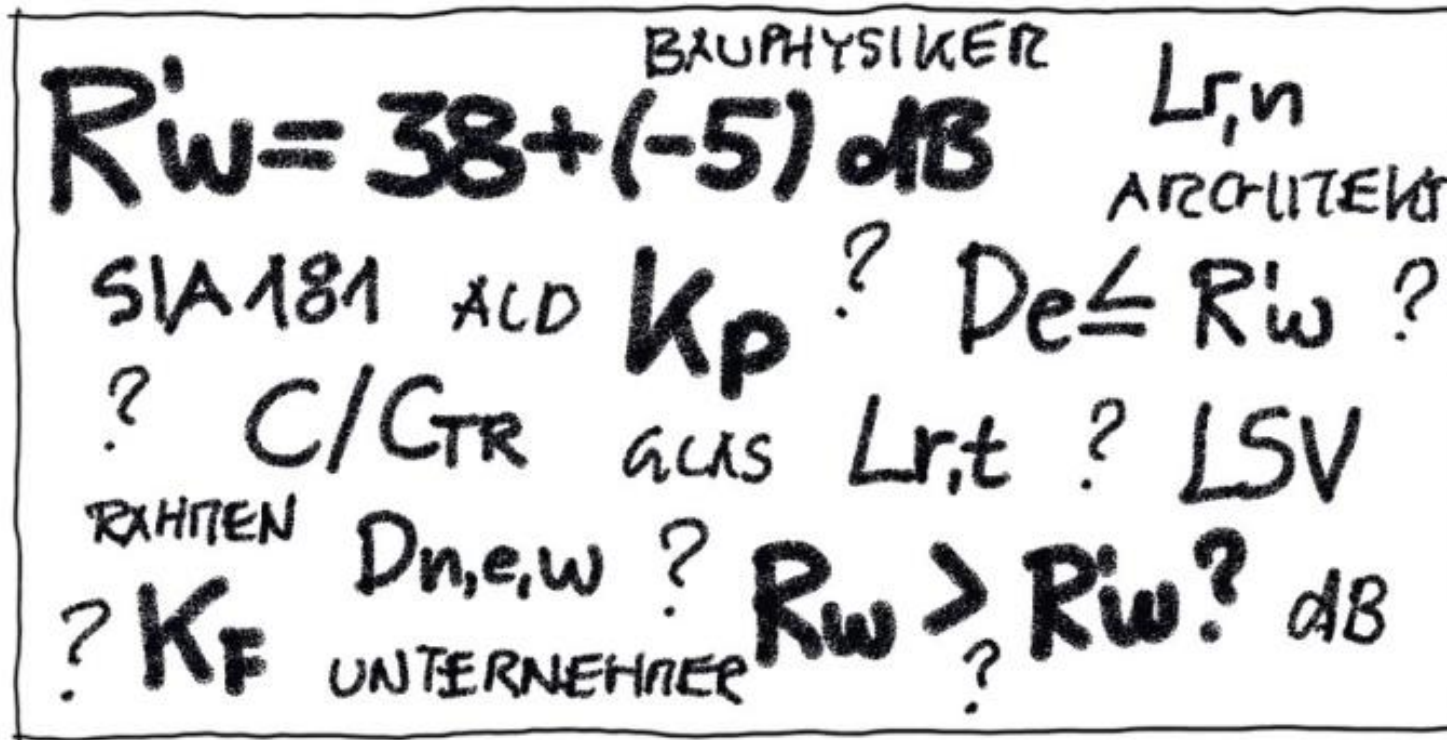 BAUPHYSIKER
R'w = 38 + (-5) dB Lr,n
ARCHITEKT
SIA 181 ALD Kp ? De ≤ R'w ?
? C/CTR GLAS Lr,t ? LSV
RAHMEN Dn,e,w ? Rw > R'w? dB
? KF UNTERNEHMER ?